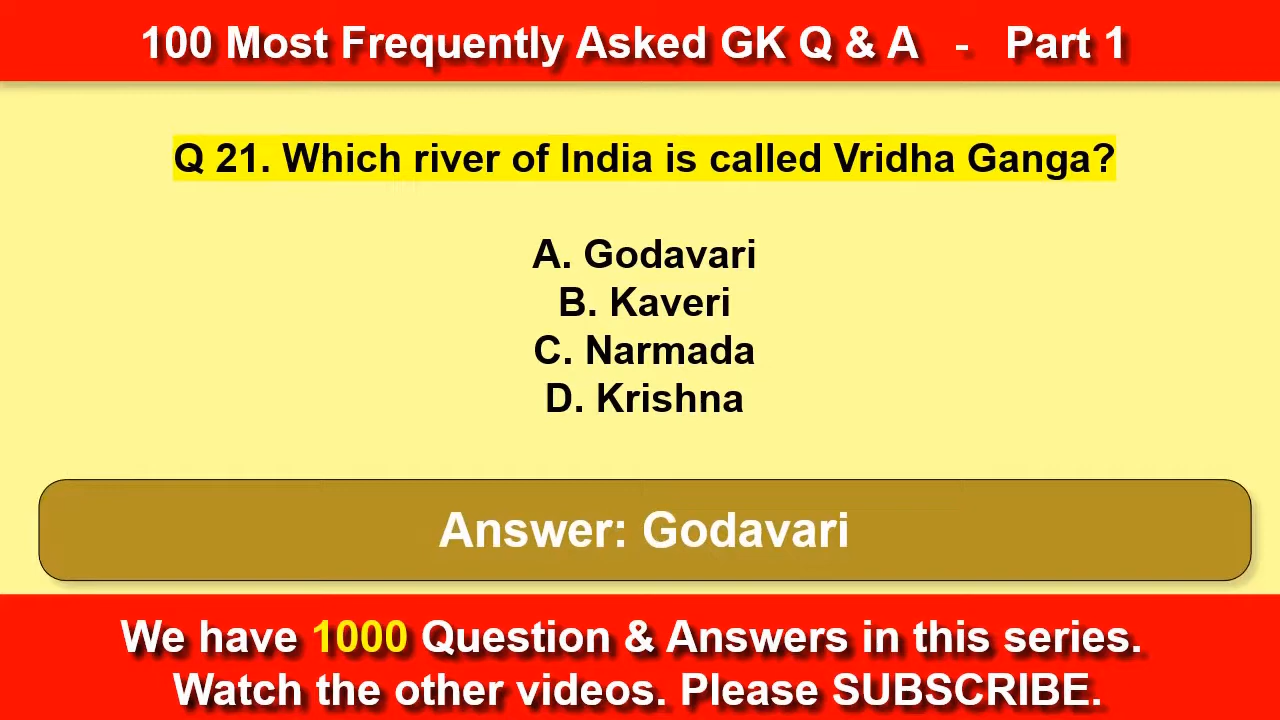 100 Most Frequently Asked GK Q & A - Part 1
Q 21. Which river of India is called Vridha Ganga?
A. Godavari
B. Kaveri
C. Narmada
D. Krishna
Answer: Godavari
We have 1000 Question & Answers in this series.
Watch the other videos. Please SUBSCRIBE.